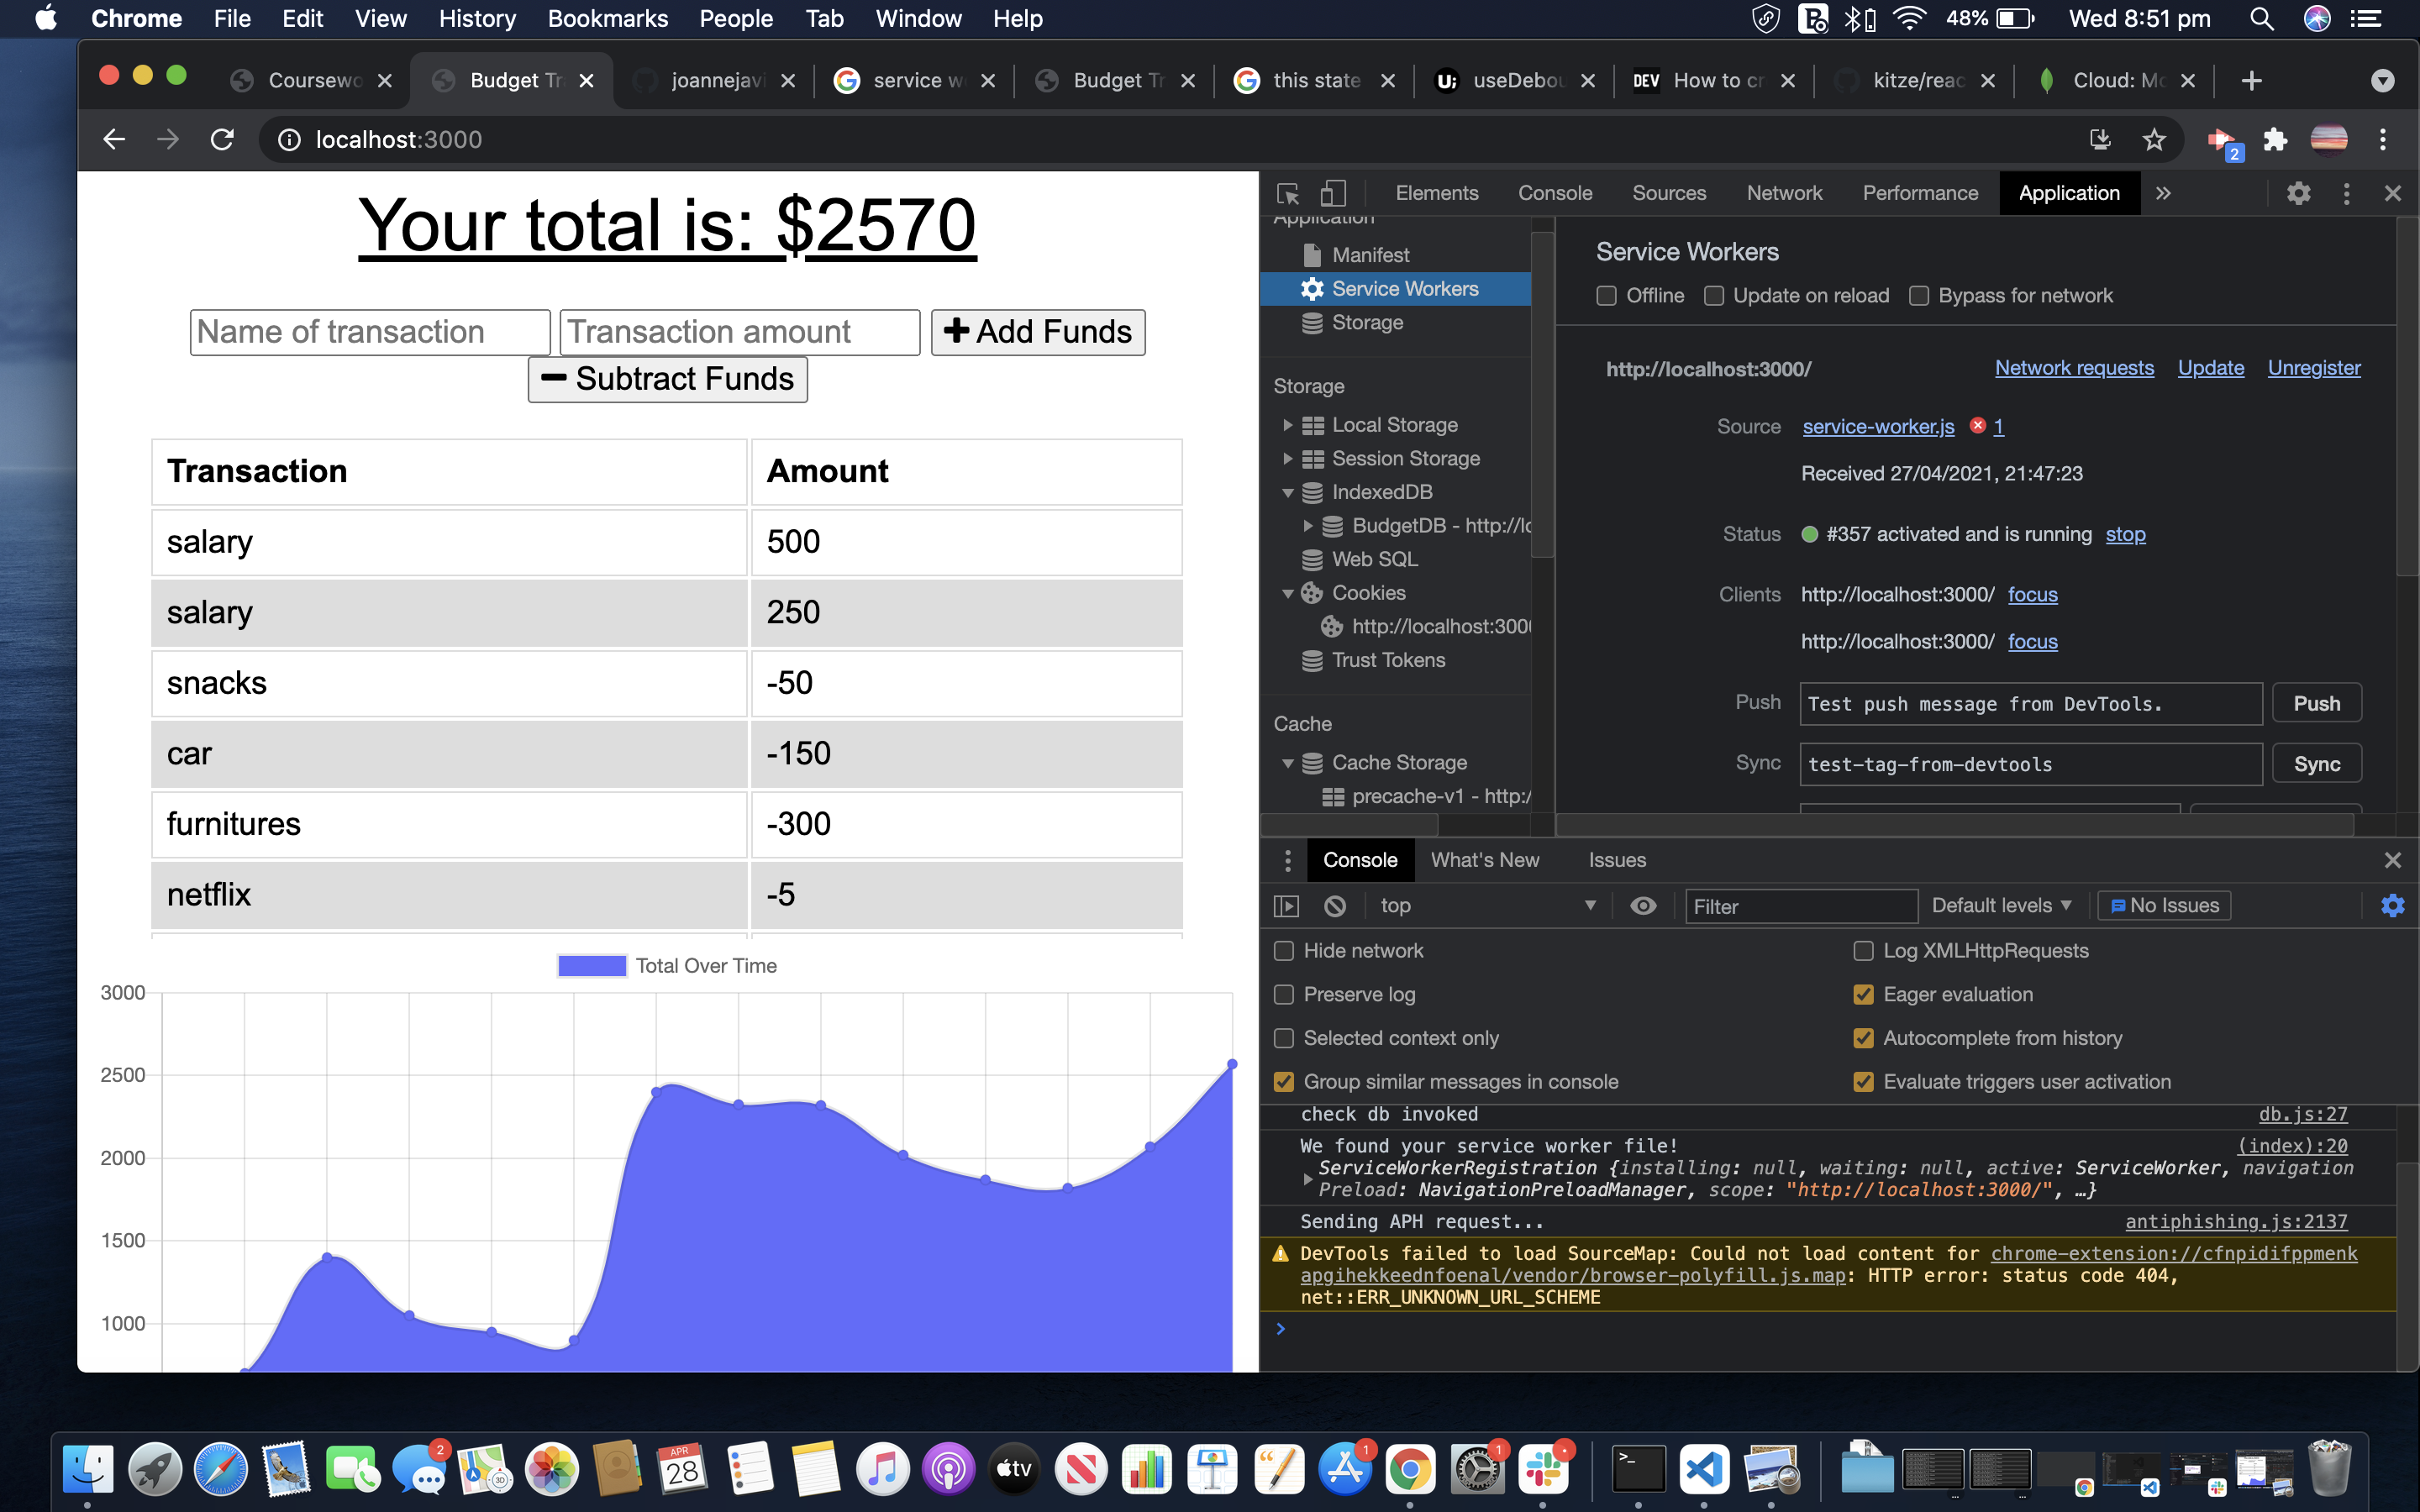 Chrome File Edit View History Bookmarks People Tab Window Help 48% Wed 8:51 pm
Coursewo Budget Tr joannejavi service w Budget Tr this state useDebou DEV How to cr kitze/reac Cloud: Mo
localhost:3000 2
Your total is: $2570
Name of transaction Transaction amount Add Funds
Subtract Funds
Transaction Amount
salary 500
salary 250
snacks -50
car -150
furnitures -300
netflix -5
Total Over Time
3000
2500
2000
1500
1000
Elements Console Sources Network Performance Application
Application
Manifest
Service Workers
Storage
Storage
Local Storage
Session Storage
IndexedDB
BudgetDB - http://lo
Web SQL
Cookies
http://localhost:300
Trust Tokens
Cache
Cache Storage
precache-v1 - http:/
Service Workers
Offline Update on reload Bypass for network
http://localhost:3000/ Network requests Update Unregister
Source service-worker.js 1
Received 27/04/2021, 21:47:23
Status #357 activated and is running stop
Clients http://localhost:3000/ focus
http://localhost:3000/ focus
Push Test push message from DevTools. Push
Sync test-tag-from-devtools Sync
Console What's New Issues
top Filter Default levels No Issues
Hide network Log XMLHttpRequests
Preserve log Eager evaluation
Selected context only Autocomplete from history
Group similar messages in console Evaluate triggers user activation
check db invoked db.js:27
We found your service worker file! (index):20
ServiceWorkerRegistration {installing: null, waiting: null, active: ServiceWorker, navigation
Preload: NavigationPreloadManager, scope: "http://localhost:3000/", …}
Sending APH request... antiphishing.js:2137
DevTools failed to load SourceMap: Could not load content for chrome-extension://cfnpidifppmenk
apgihekkeednfoenal/vendor/browser-polyfill.js.map: HTTP error: status code 404,
net::ERR_UNKNOWN_URL_SCHEME
2 3D APR 28 tv 1 1